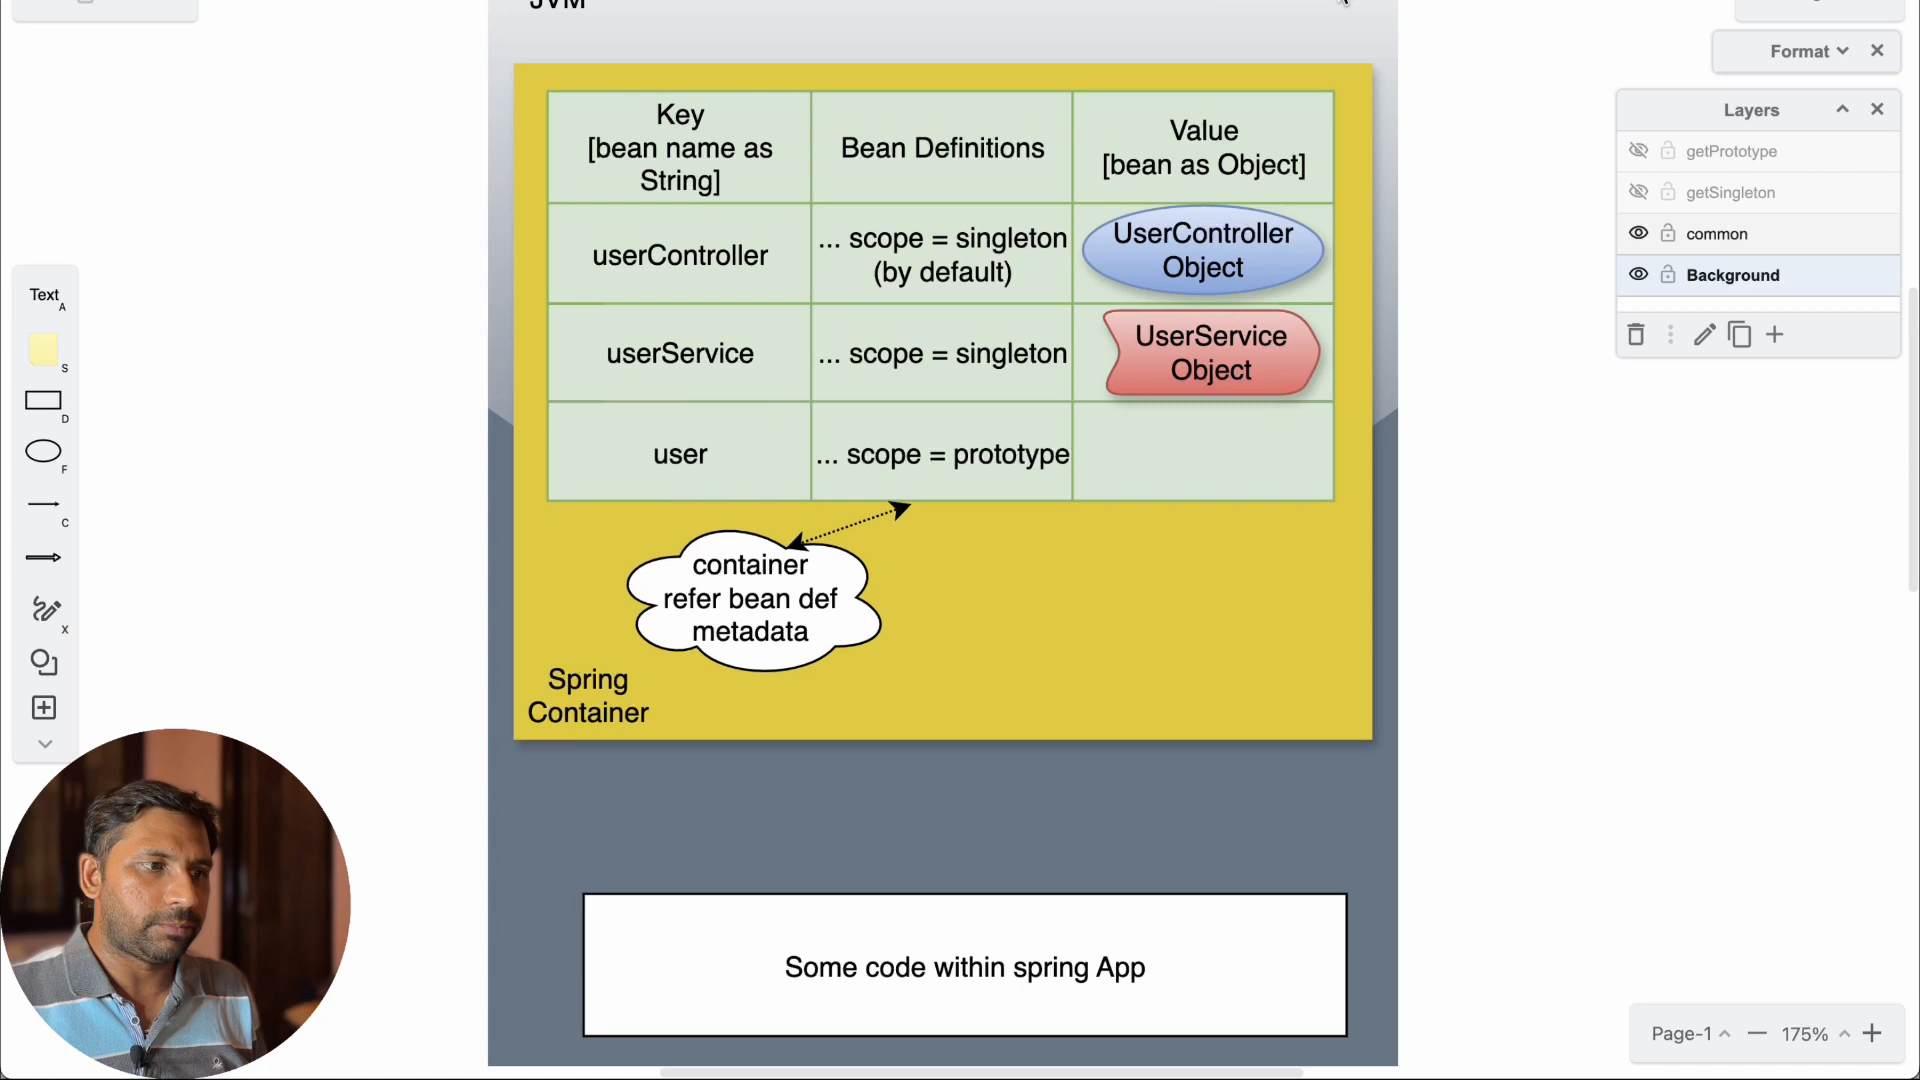 JVM
Key
[bean name as
String]
Bean Definitions
Value
[bean as Object]
userController
... scope = singleton
(by default)
UserController
Object
userService
... scope = singleton
UserService
Object
user
... scope = prototype
container
refer bean def
metadata
Spring
Container
Some code within spring App
Text
A
S
D
F
C
X
Format
Layers
getPrototype
getSingleton
common
Background
Page-1
175%